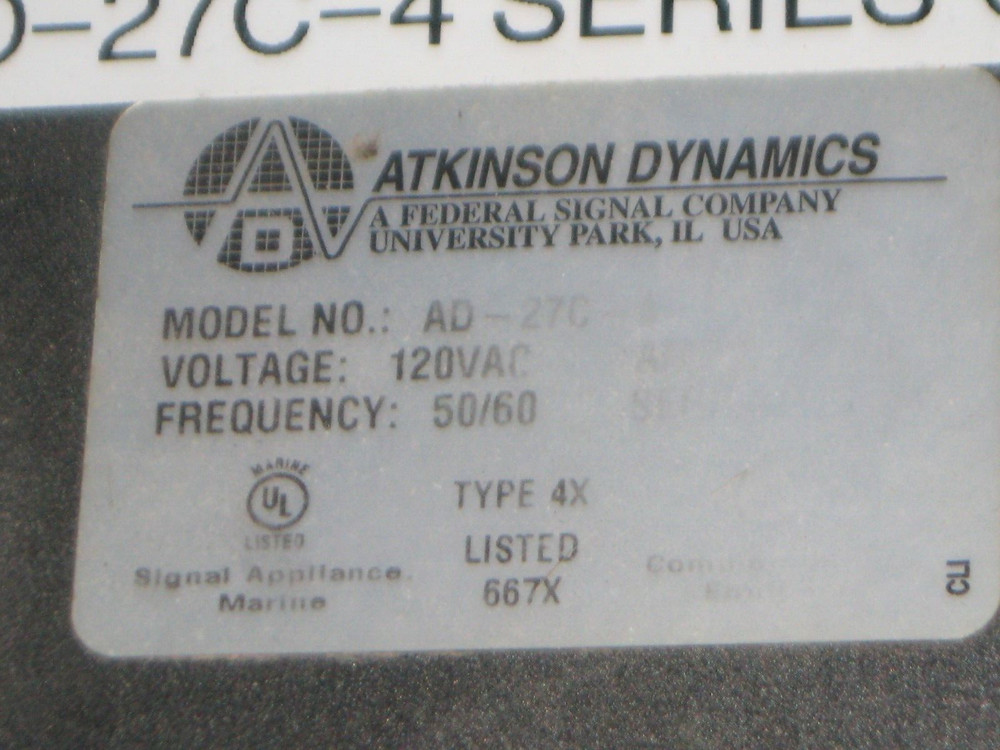 D-27C-4 SERIES
ATKINSON DYNAMICS
A FEDERAL SIGNAL COMPANY
UNIVERSITY PARK, IL USA
MODEL NO.: AD-27C-
VOLTAGE: 120VAC
FREQUENCY: 50/60
MARINE
UL
LISTED
Signal Appliance,
Marine
TYPE 4X
LISTED
667X
CLI